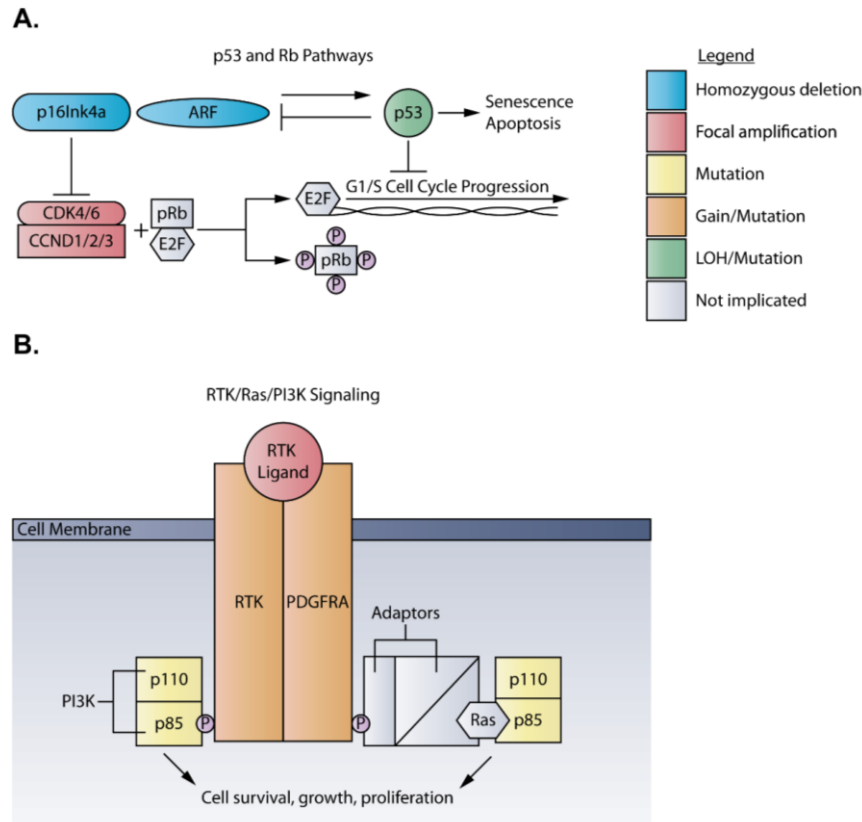 A.
p53 and Rb Pathways
p16Ink4a
ARF
p53
Senescence
Apoptosis
CDK4/6
CCND1/2/3
+
pRb
E2F
E2F
G1/S Cell Cycle Progression
P
P
pRb
P
P
Legend
Homozygous deletion
Focal amplification
Mutation
Gain/Mutation
LOH/Mutation
Not implicated
B.
RTK/Ras/PI3K Signaling
RTK
Ligand
Cell Membrane
RTK
PDGFRA
Adaptors
PI3K
p110
p85
P
P
Ras
p110
p85
Cell survival, growth, proliferation